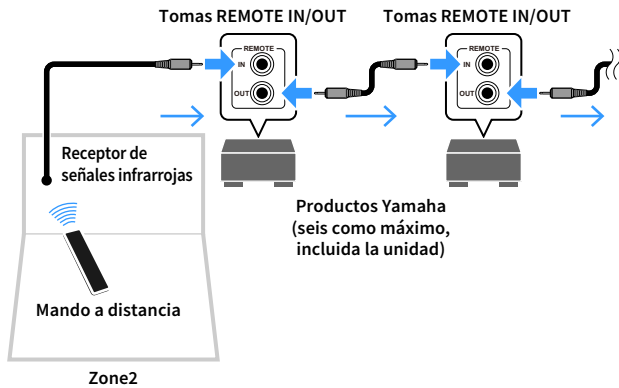 Tomas REMOTE IN/OUT
Tomas REMOTE IN/OUT
REMOTE
IN
OUT
REMOTE
IN
OUT
Receptor de
señales infrarrojas
Productos Yamaha
(seis como máximo,
incluida la unidad)
Mando a distancia
Zone2